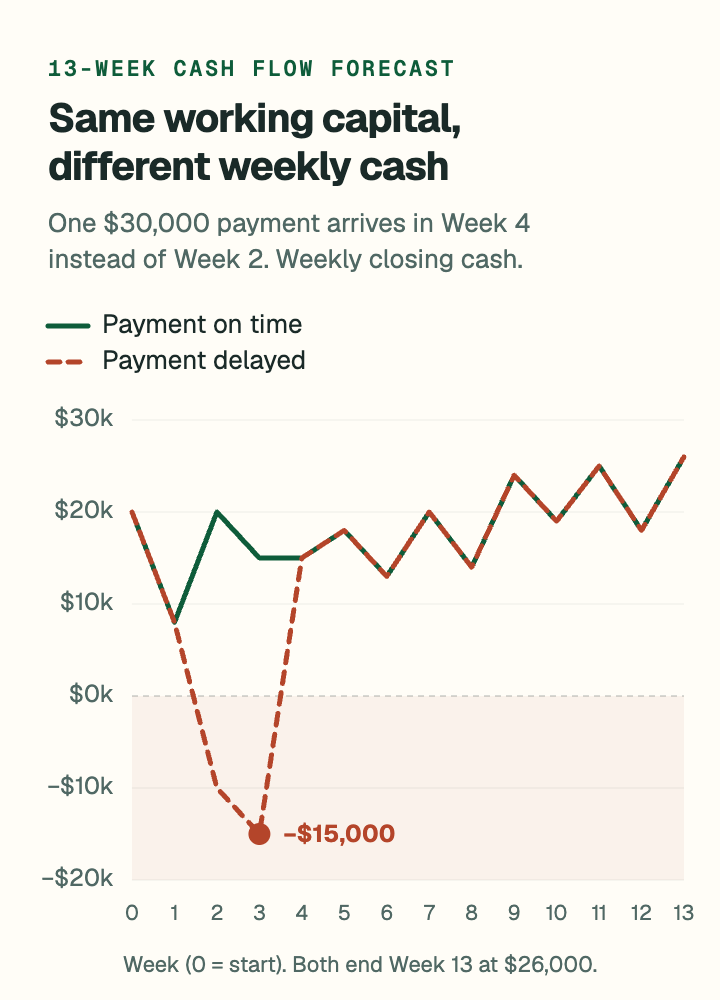 13-WEEK CASH FLOW FORECAST
Same working capital,
different weekly cash
One $30,000 payment arrives in Week 4
instead of Week 2. Weekly closing cash.
Payment on time
Payment delayed
$30k
$20k
$10k
$0k
−$10k
−$15,000
−$20k
0 1 2 3 4 5 6 7 8 9 10 11 12 13
Week (0 = start). Both end Week 13 at $26,000.